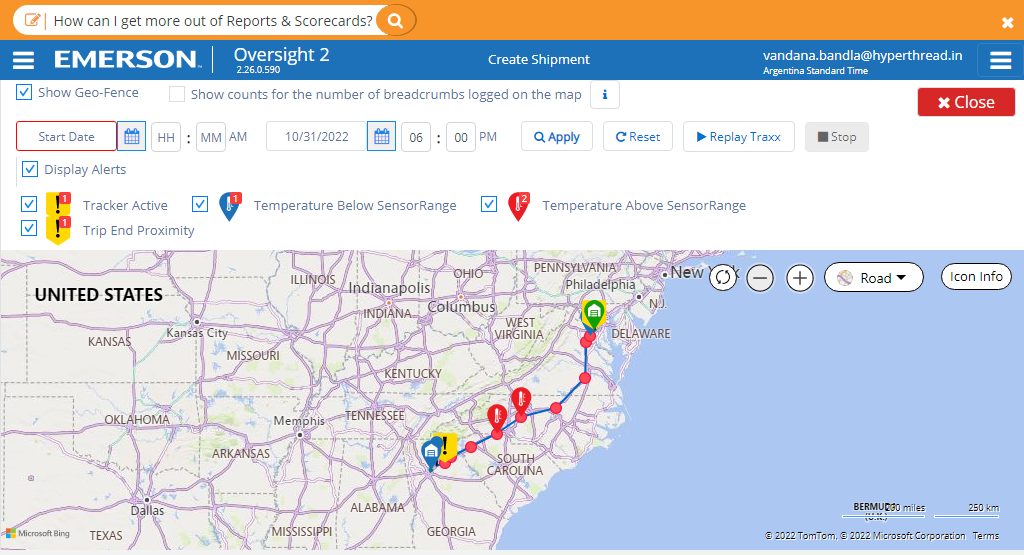 How can I get more out of Reports & Scorecards?
EMERSON™ Oversight 2
2.26.0.590
Create Shipment
vandana.bandla@hyperthread.in
Argentina Standard Time
Show Geo-Fence
Show counts for the number of breadcrumbs logged on the map
i
Close
Start Date HH : MM AM 10/31/2022 06 : 00 PM Apply Reset Replay Traxx Stop
Display Alerts
1 Tracker Active 1 Temperature Below SensorRange 2 Temperature Above SensorRange
1 Trip End Proximity
Road Icon Info
UNITED STATES
ILLINOIS
Indianapolis
OHIO
PENNSYLVANIA
New
Philadelphia
INDIANA
Columbus
N.J.
Kansas City
WEST
VIRGINIA
DELAWARE
KANSAS
MISSOURI
KENTUCKY
OKLAHOMA
Memphis
TENNESSEE
ARKANSAS
SOUTH
CAROLINA
Dallas
ALABAMA
TEXAS
MISSISSIPPI
GEORGIA
Microsoft Bing
250 km
© 2022 TomTom, © 2022 Microsoft Corporation Terms